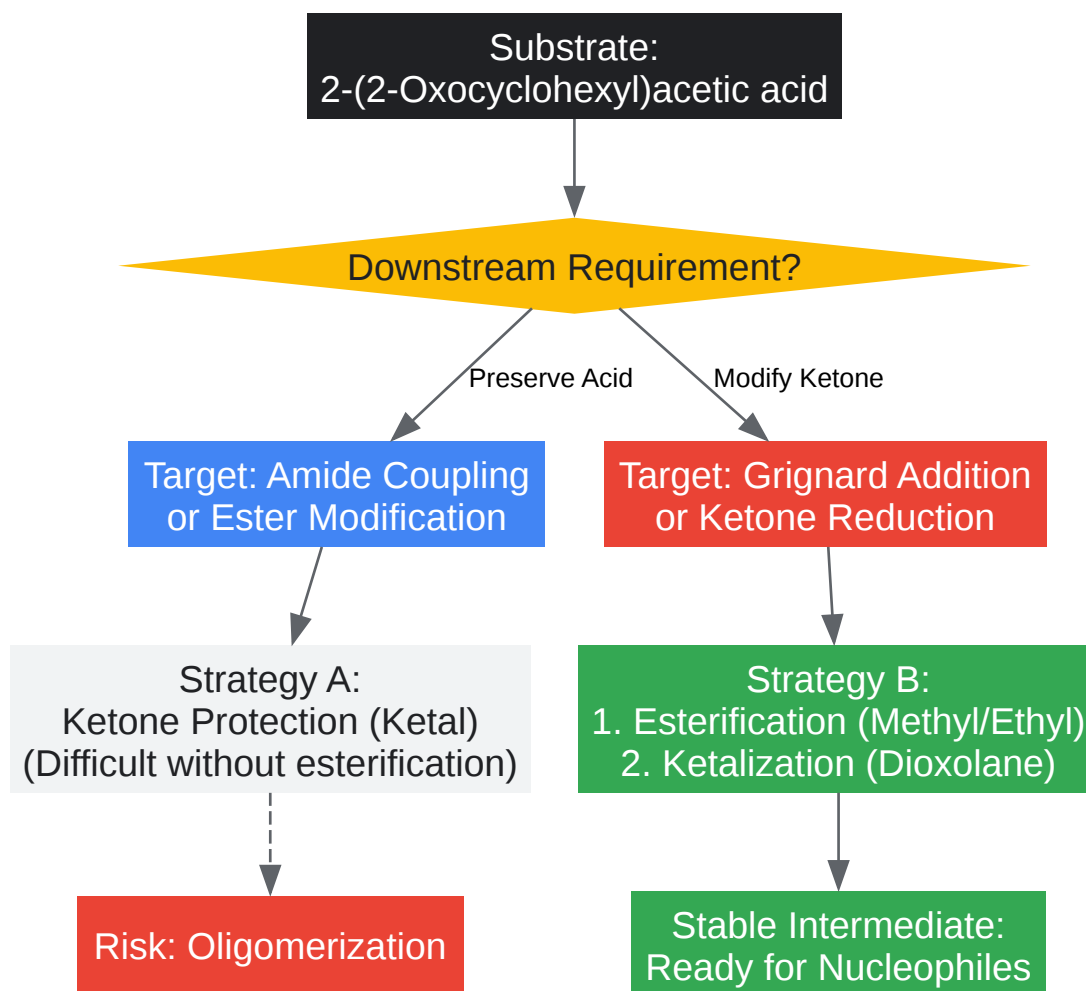 Substrate:
2-(2-Oxocyclohexyl)acetic acid
Downstream Requirement?
Preserve Acid
Modify Ketone
Target: Amide Coupling
or Ester Modification
Target: Grignard Addition
or Ketone Reduction
Strategy A:
Ketone Protection (Ketal)
(Difficult without esterification)
Strategy B:
1. Esterification (Methyl/Ethyl)
2. Ketalization (Dioxolane)
Risk: Oligomerization
Stable Intermediate:
Ready for Nucleophiles